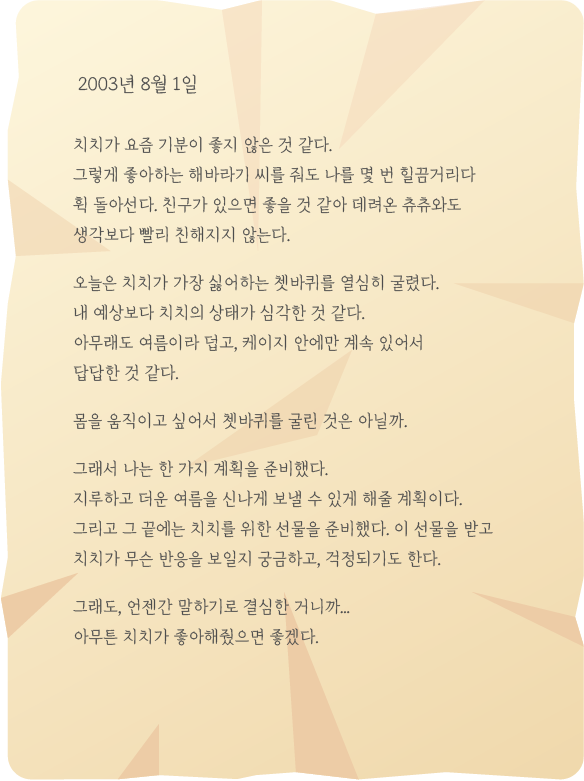 2003년 8월 1일
치치가 요즘 기분이 좋지 않은 것 같다.
그렇게 좋아하는 해바라기 씨를 줘도 나를 몇 번 힐끔거리다
휙 돌아선다. 친구가 있으면 좋을 것 같아 데려온 츄츄와도
생각보다 빨리 친해지지 않는다.
오늘은 치치가 가장 싫어하는 쳇바퀴를 열심히 굴렸다.
내 예상보다 치치의 상태가 심각한 것 같다.
아무래도 여름이라 덥고, 케이지 안에만 계속 있어서
답답한 것 같다.
몸을 움직이고 싶어서 쳇바퀴를 굴린 것은 아닐까.
그래서 나는 한 가지 계획을 준비했다.
지루하고 더운 여름을 신나게 보낼 수 있게 해줄 계획이다.
그리고 그 끝에는 치치를 위한 선물을 준비했다. 이 선물을 받고
치치가 무슨 반응을 보일지 궁금하고, 걱정되기도 한다.
그래도, 언젠간 말하기로 결심한 거니까...
아무튼 치치가 좋아해줬으면 좋겠다.